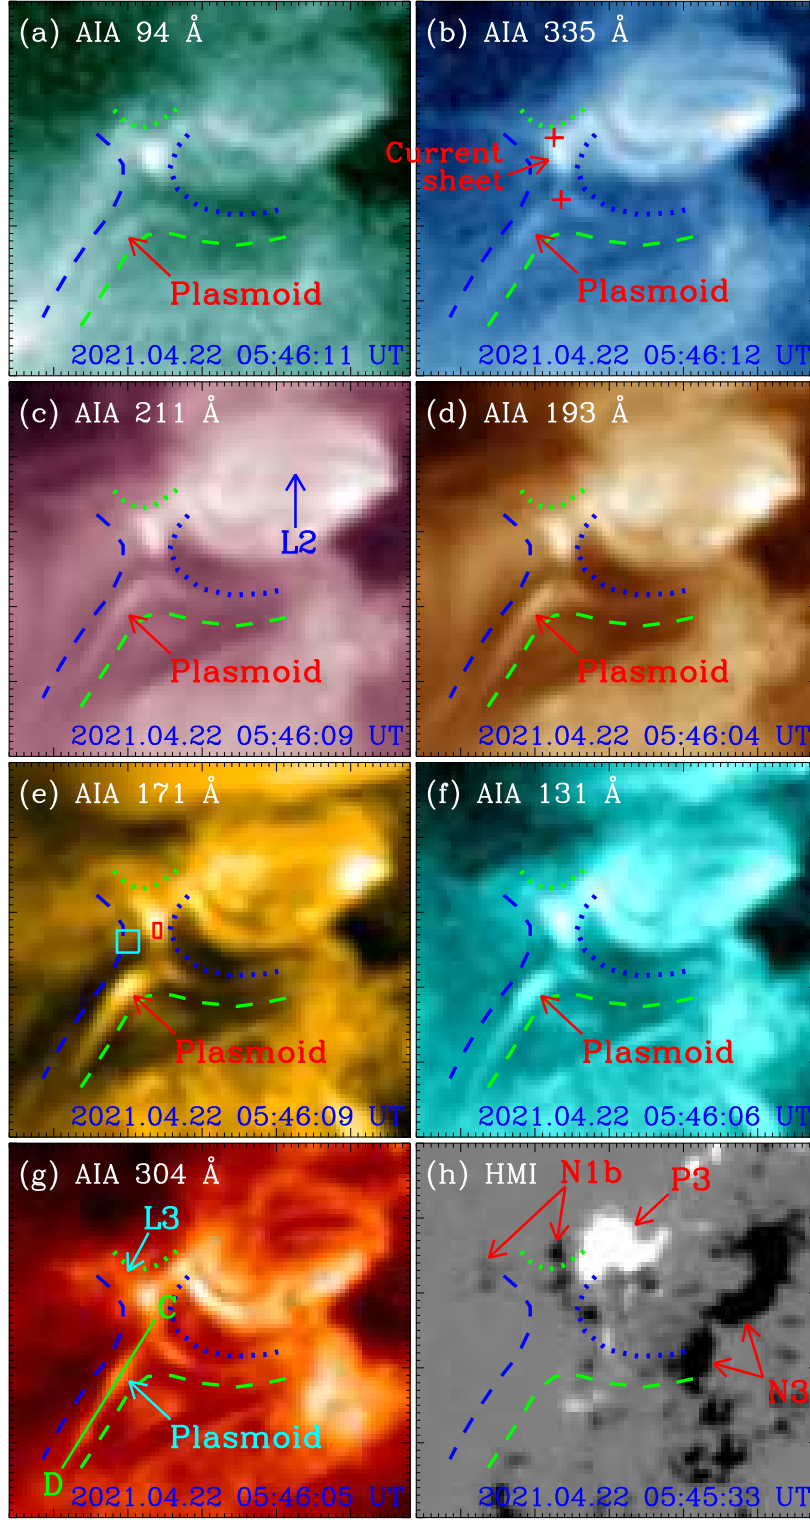 (a) AIA 94 Å
Plasmoid
2021.04.22 05:46:11 UT
(b) AIA 335 Å
Current
sheet
Plasmoid
2021.04.22 05:46:12 UT
(c) AIA 211 Å
L2
Plasmoid
2021.04.22 05:46:09 UT
(d) AIA 193 Å
Plasmoid
2021.04.22 05:46:04 UT
(e) AIA 171 Å
Plasmoid
2021.04.22 05:46:09 UT
(f) AIA 131 Å
Plasmoid
2021.04.22 05:46:06 UT
(g) AIA 304 Å
L3
C
Plasmoid
D
2021.04.22 05:46:05 UT
(h) HMI
N1b
P3
N3
2021.04.22 05:45:33 UT